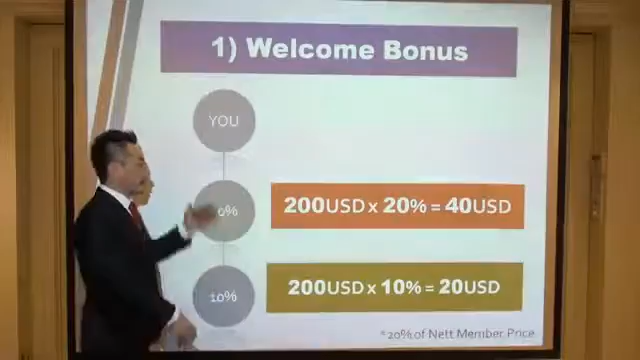 1) Welcome Bonus
YOU
200USD x 20% = 40USD
10%
200USD x 10% = 20USD
* 20% of Nett Member Price